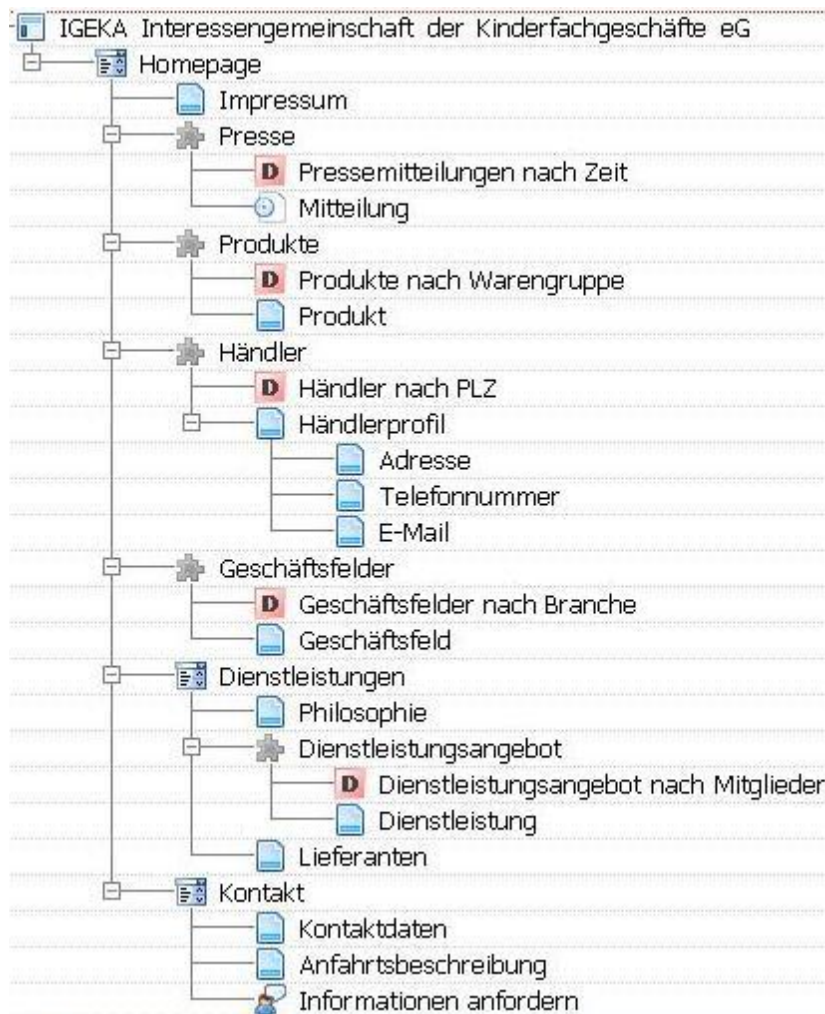 IGEKA Interessengemeinschaft der Kinderfachgeschäfte eG
Homepage
Impressum
Presse
D Pressemitteilungen nach Zeit
Mitteilung
Produkte
D Produkte nach Warengruppe
Produkt
Händler
D Händler nach PLZ
Händlerprofil
Adresse
Telefonnummer
E-Mail
Geschäftsfelder
D Geschäftsfelder nach Branche
Geschäftsfeld
Dienstleistungen
Philosophie
Dienstleistungsangebot
D Dienstleistungsangebot nach Mitglieder
Dienstleistung
Lieferanten
Kontakt
Kontaktdaten
Anfahrtsbeschreibung
Informationen anfordern